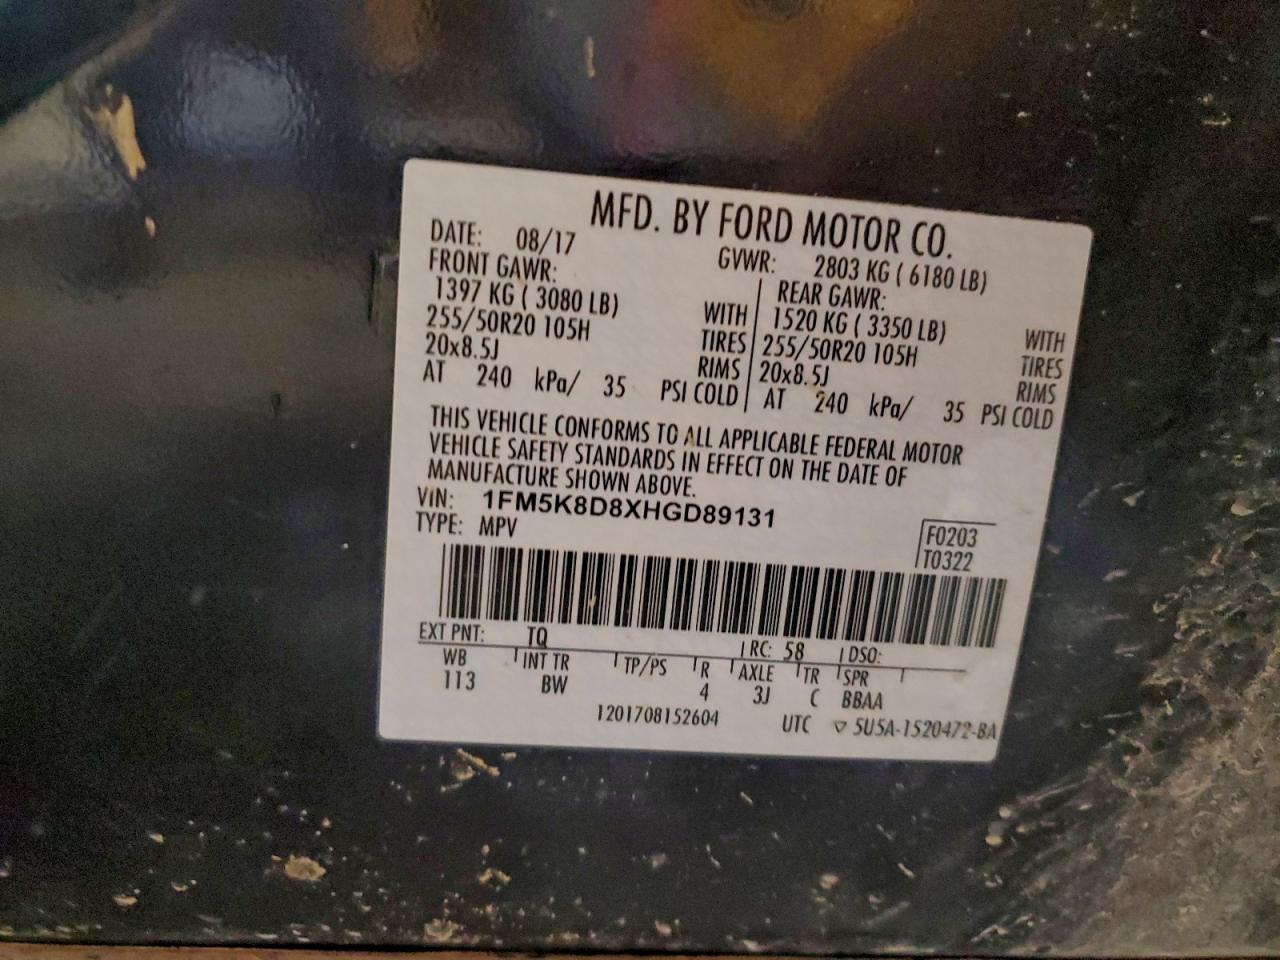 MFD. BY FORD MOTOR CO.
DATE: 08/17 GVWR: 2803 KG ( 6180 LB)
FRONT GAWR: REAR GAWR:
1397 KG ( 3080 LB) WITH 1520 KG ( 3350 LB) WITH
255/50R20 105H TIRES 255/50R20 105H TIRES
20x8.5J RIMS 20x8.5J RIMS
AT 240 kPa/ 35 PSI COLD AT 240 kPa/ 35 PSI COLD
THIS VEHICLE CONFORMS TO ALL APPLICABLE FEDERAL MOTOR
VEHICLE SAFETY STANDARDS IN EFFECT ON THE DATE OF
MANUFACTURE SHOWN ABOVE.
VIN: 1FM5K8D8XHGD89131
TYPE: MPV
F0203
T0322
EXT PNT: TQ RC: 58 DSO:
WB INT TR TP/PS R AXLE TR SPR
113 BW 4 3J C BBAA
1201708152604 UTC ▽ 5U5A-1520472-BA